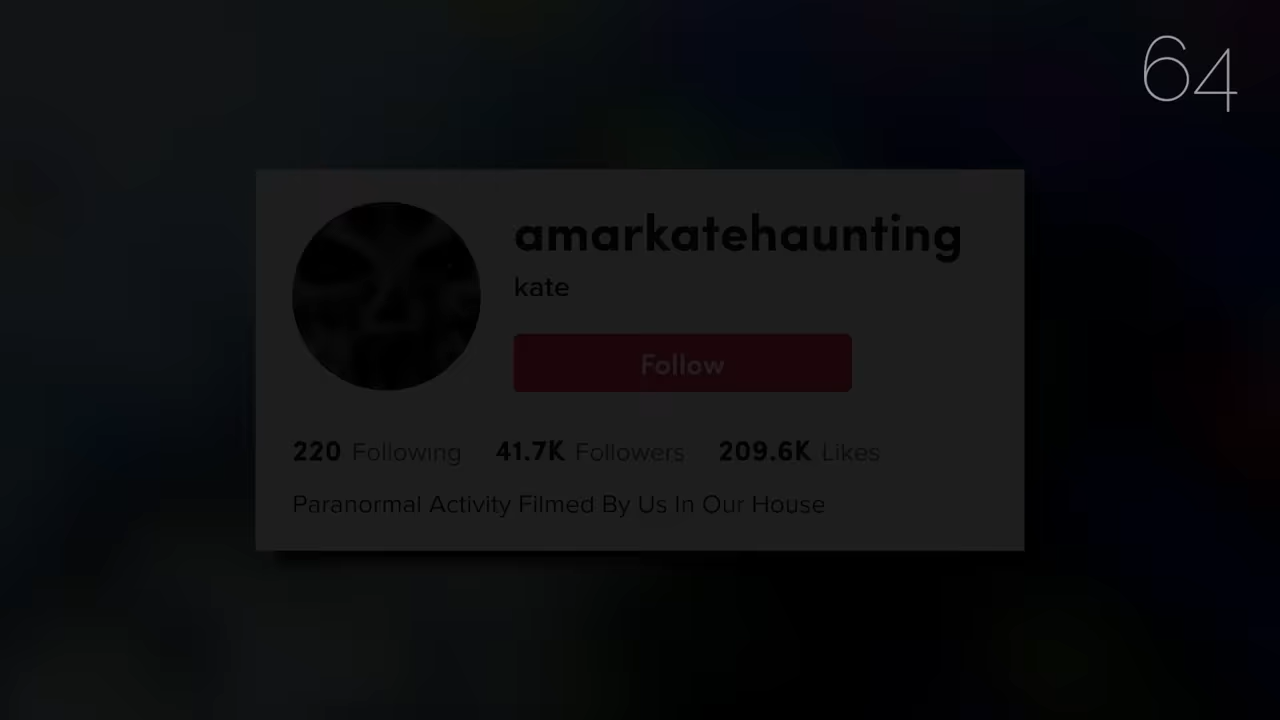 64
amarkatehaunting
kate
Follow
220 Following 41.7K Followers 209.6K Likes
Paranormal Activity Filmed By Us In Our House